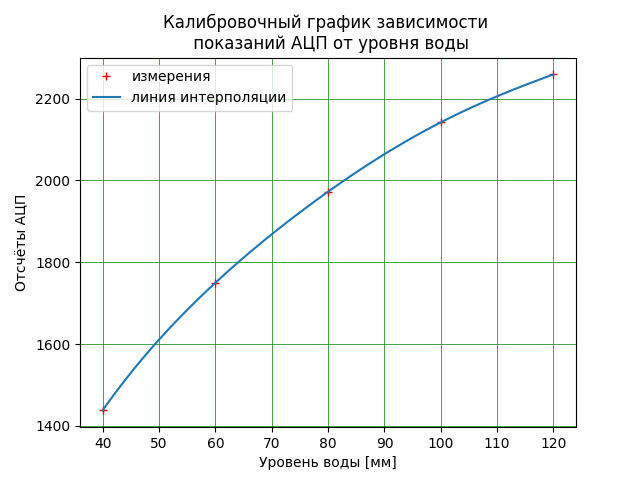 Калибровочный график зависимости
показаний АЦП от уровня воды
измерения
линия интерполяции
Отсчёты АЦП
2200
2000
1800
1600
1400
40 50 60 70 80 90 100 110 120
Уровень воды [мм]